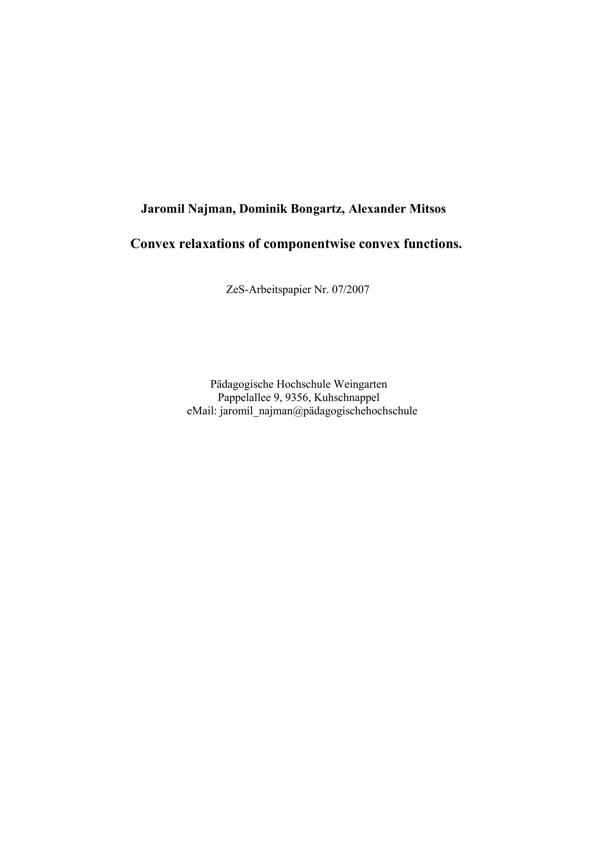 Jaromil Najman, Dominik Bongartz, Alexander Mitsos
Convex relaxations of componentwise convex functions.
ZeS-Arbeitspapier Nr. 07/2007
Pädagogische Hochschule Weingarten
Pappelallee 9, 9356, Kuhschnappel
eMail: jaromil_najman@pädagogischehochschule